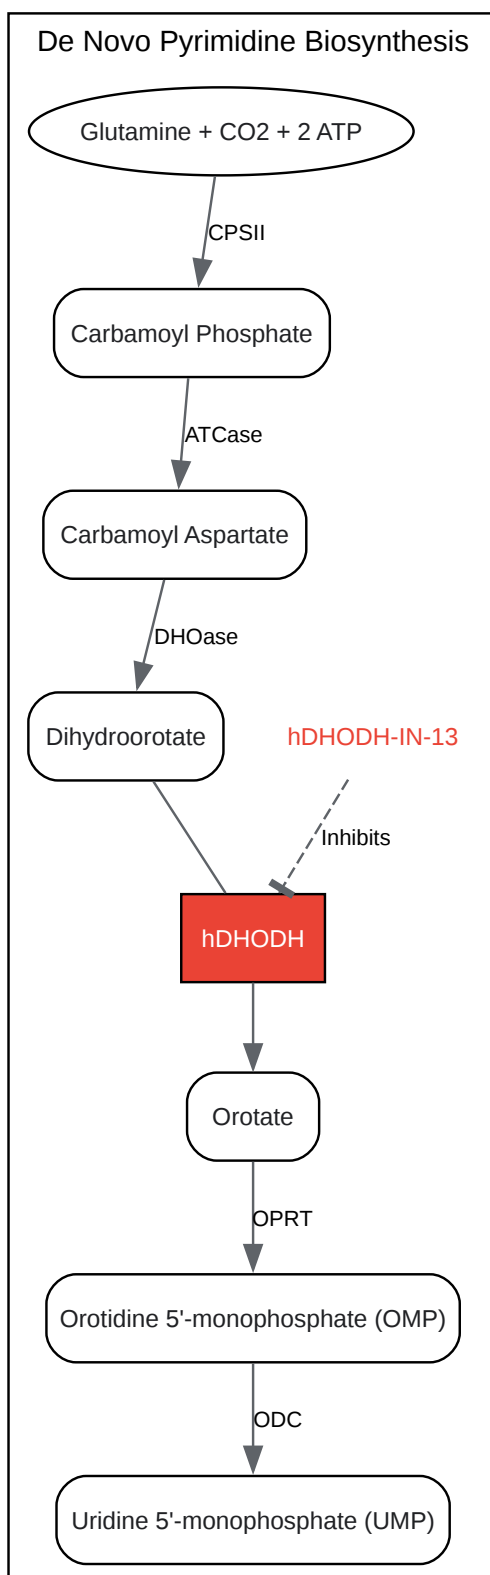 De Novo Pyrimidine Biosynthesis
Glutamine + CO2 + 2 ATP
CPSII
Carbamoyl Phosphate
ATCase
Carbamoyl Aspartate
DHOase
Dihydroorotate
hDHODH-IN-13
Inhibits
hDHODH
Orotate
OPRT
Orotidine 5'-monophosphate (OMP)
ODC
Uridine 5'-monophosphate (UMP)